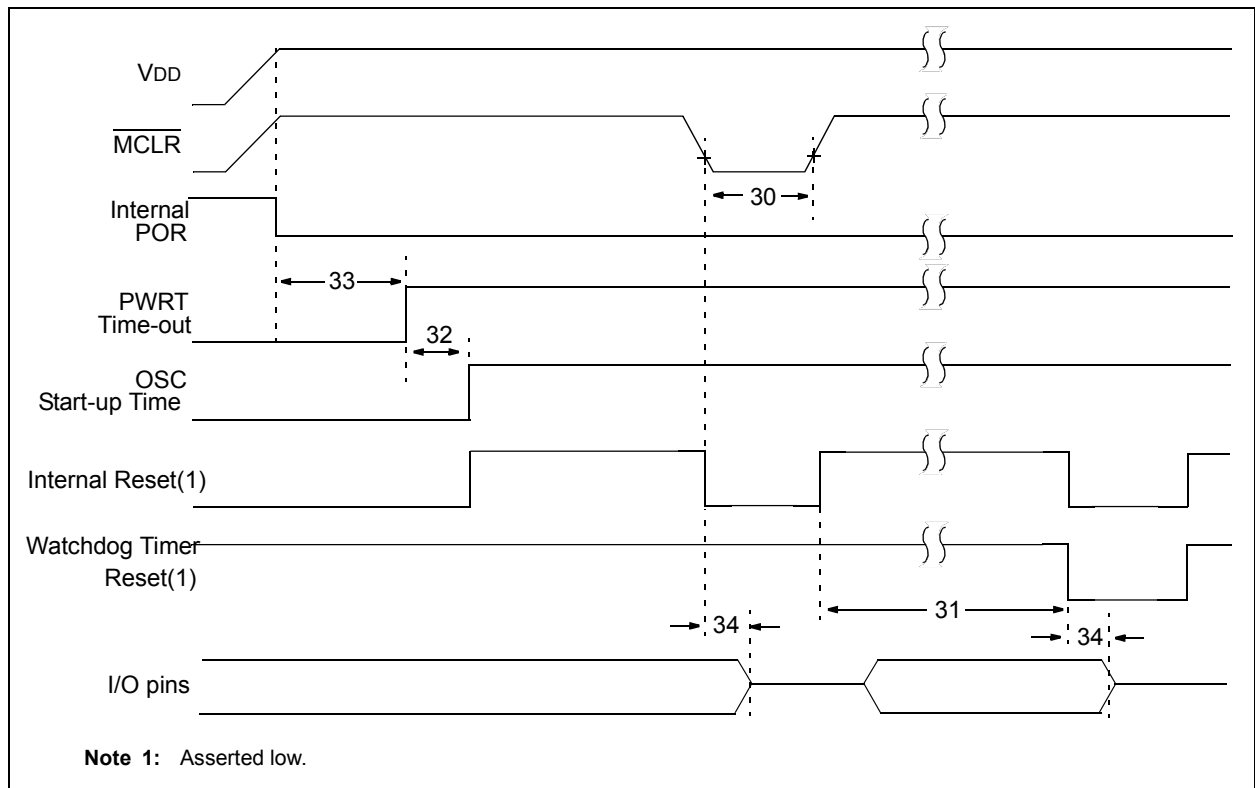 VDD
MCLR
30
Internal
POR
33
PWRT
Time-out
32
OSC
Start-up Time
Internal Reset(1)
Watchdog Timer
Reset(1)
31
34
34
I/O pins
Note 1: Asserted low.